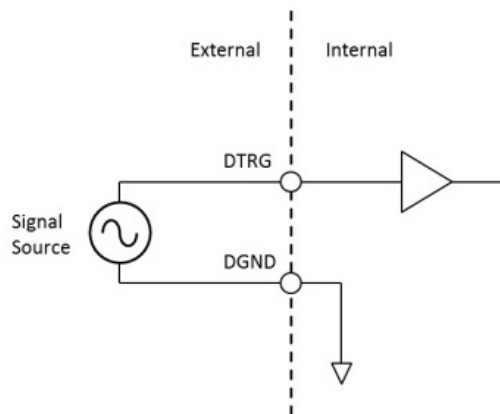 External
Internal
DTRG
Signal
Source
DGND